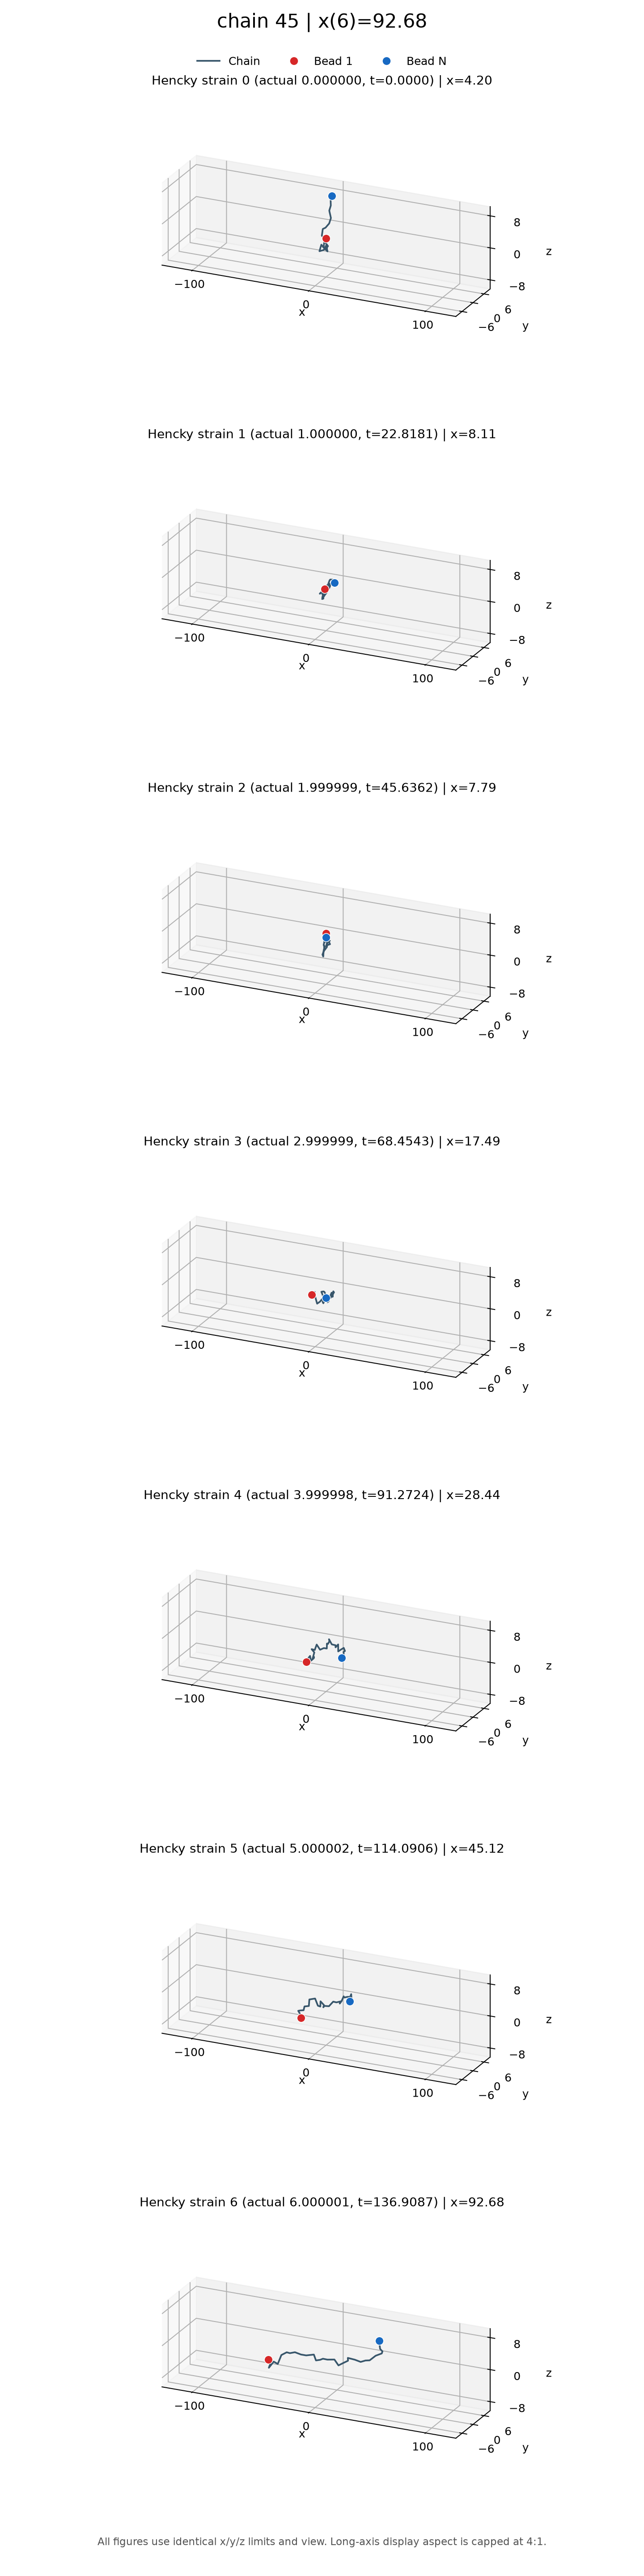 chain 45 | x(6)=92.68
Chain   Bead 1   Bead N
Hencky strain 0 (actual 0.000000, t=0.0000) | x=4.20
8
0
z
−8
−100
0
x
100
−6
0
6
y
Hencky strain 1 (actual 1.000000, t=22.8181) | x=8.11
8
0
z
−8
−100
0
x
100
−6
0
6
y
Hencky strain 2 (actual 1.999999, t=45.6362) | x=7.79
8
0
z
−8
−100
0
x
100
−6
0
6
y
Hencky strain 3 (actual 2.999999, t=68.4543) | x=17.49
8
0
z
−8
−100
0
x
100
−6
0
6
y
Hencky strain 4 (actual 3.999998, t=91.2724) | x=28.44
8
0
z
−8
−100
0
x
100
−6
0
6
y
Hencky strain 5 (actual 5.000002, t=114.0906) | x=45.12
8
0
z
−8
−100
0
x
100
−6
0
6
y
Hencky strain 6 (actual 6.000001, t=136.9087) | x=92.68
8
0
z
−8
−100
0
x
100
−6
0
6
y
All figures use identical x/y/z limits and view. Long-axis display aspect is capped at 4:1.